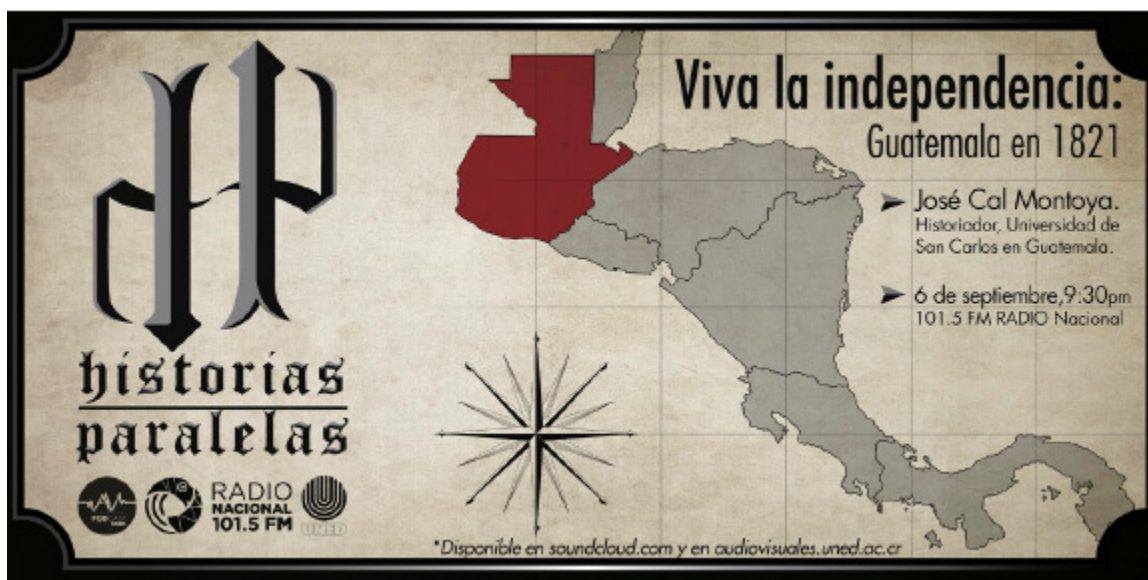 historias
paralelas
RADIO
NACIONAL
101.5 FM
UNED
Viva la independencia:
Guatemala en 1821
José Cal Montoya.
Historiador, Universidad de
San Carlos en Guatemala.
6 de septiembre,9:30pm
101.5 FM RADIO Nacional
*Disponible en soundcloud.com y en audiovisuales.uned.ac.cr